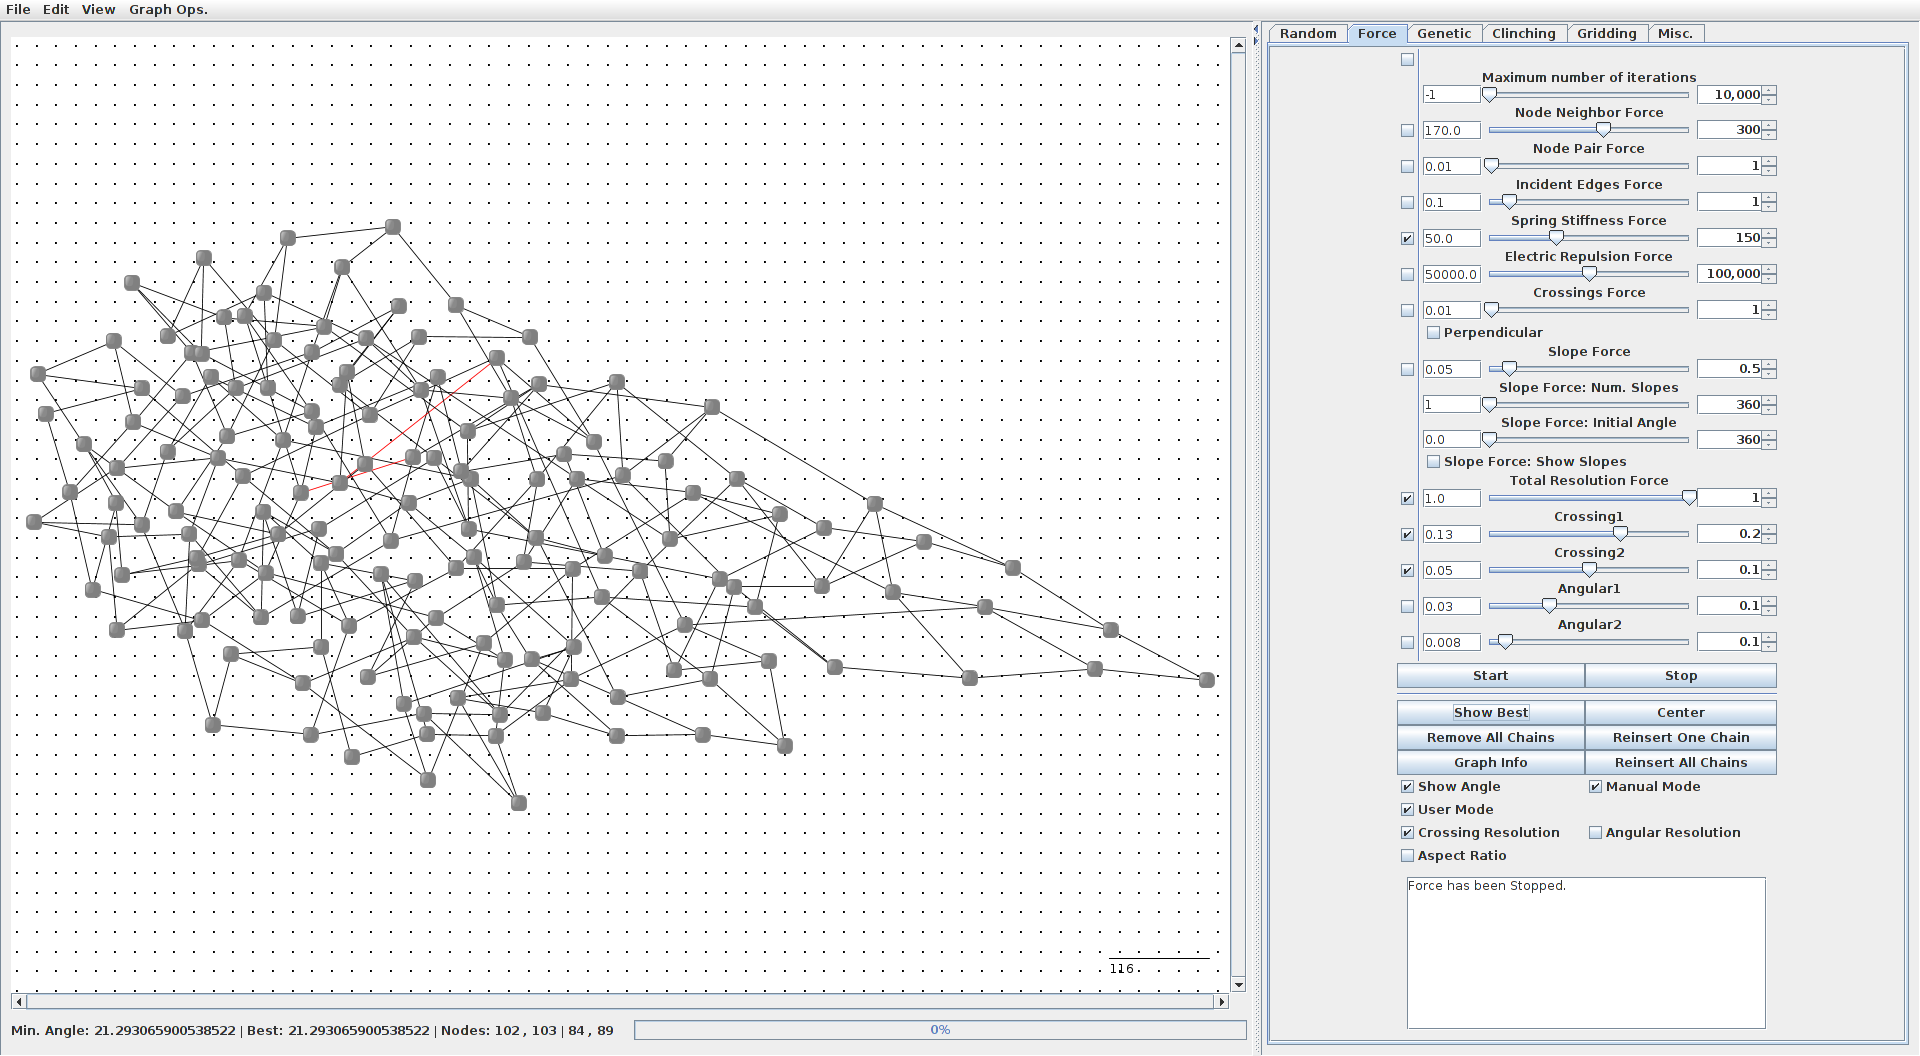 File Edit View Graph Ops.
Random Force Genetic Clinching Gridding Misc.
Maximum number of iterations
-1 10,000
Node Neighbor Force
170.0 300
Node Pair Force
0.01 1
Incident Edges Force
0.1 1
Spring Stiffness Force
50.0 150
Electric Repulsion Force
50000.0 100,000
Crossings Force
0.01 1
Perpendicular
Slope Force
0.05 0.5
Slope Force: Num. Slopes
1 360
Slope Force: Initial Angle
0.0 360
Slope Force: Show Slopes
Total Resolution Force
1.0 1
Crossing1
0.13 0.2
Crossing2
0.05 0.1
Angular1
0.03 0.1
Angular2
0.008 0.1
Start Stop
Show Best Center
Remove All Chains Reinsert One Chain
Graph Info Reinsert All Chains
Show Angle Manual Mode
User Mode
Crossing Resolution Angular Resolution
Aspect Ratio
Force has been Stopped.
116
Min. Angle: 21.293065900538522 | Best: 21.293065900538522 | Nodes: 102 , 103 | 84 , 89
0%